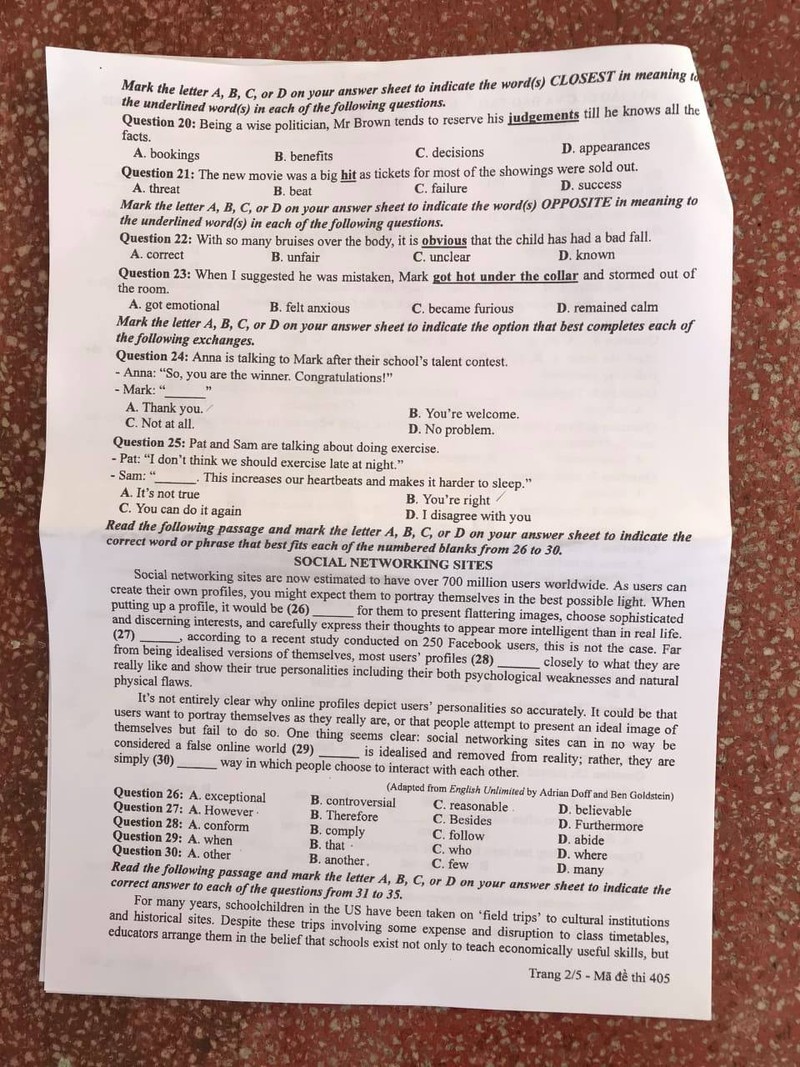 Mark the letter A, B, C, or D on your answer sheet to indicate the word(s) CLOSEST in meaning to
the underlined word(s) in each of the following questions.
Question 20: Being a wise politician, Mr Brown tends to reserve his judgements till he knows all the
facts.
A. bookings B. benefits C. decisions D. appearances
Question 21: The new movie was a big hit as tickets for most of the showings were sold out.
A. threat B. beat C. failure D. success
Mark the letter A, B, C, or D on your answer sheet to indicate the word(s) OPPOSITE in meaning to
the underlined word(s) in each of the following questions.
Question 22: With so many bruises over the body, it is obvious that the child has had a bad fall.
A. correct B. unfair C. unclear D. known
Question 23: When I suggested he was mistaken, Mark got hot under the collar and stormed out of
the room.
A. got emotional B. felt anxious C. became furious D. remained calm
Mark the letter A, B, C, or D on your answer sheet to indicate the option that best completes each of
the following exchanges.
Question 24: Anna is talking to Mark after their school's talent contest.
- Anna: "So, you are the winner. Congratulations!"
- Mark: "______"
A. Thank you. B. You're welcome.
C. Not at all. D. No problem.
Question 25: Pat and Sam are talking about doing exercise.
- Pat: "I don't think we should exercise late at night."
- Sam: "______. This increases our heartbeats and makes it harder to sleep."
A. It's not true B. You're right
C. You can do it again D. I disagree with you
Read the following passage and mark the letter A, B, C, or D on your answer sheet to indicate the
correct word or phrase that best fits each of the numbered blanks from 26 to 30.
SOCIAL NETWORKING SITES
Social networking sites are now estimated to have over 700 million users worldwide. As users can
create their own profiles, you might expect them to portray themselves in the best possible light. When
putting up a profile, it would be (26) ______ for them to present flattering images, choose sophisticated
and discerning interests, and carefully express their thoughts to appear more intelligent than in real life.
(27) ______, according to a recent study conducted on 250 Facebook users, this is not the case. Far
from being idealised versions of themselves, most users' profiles (28) ______ closely to what they are
really like and show their true personalities including their both psychological weaknesses and natural
physical flaws.
It's not entirely clear why online profiles depict users' personalities so accurately. It could be that
users want to portray themselves as they really are, or that people attempt to present an ideal image of
themselves but fail to do so. One thing seems clear: social networking sites can in no way be
considered a false online world (29) ______ is idealised and removed from reality; rather, they are
simply (30) ______ way in which people choose to interact with each other.
(Adapted from English Unlimited by Adrian Doff and Ben Goldstein)
Question 26: A. exceptional B. controversial C. reasonable D. believable
Question 27: A. However B. Therefore C. Besides D. Furthermore
Question 28: A. conform B. comply C. follow D. abide
Question 29: A. when B. that C. who D. where
Question 30: A. other B. another C. few D. many
Read the following passage and mark the letter A, B, C, or D on your answer sheet to indicate the
correct answer to each of the questions from 31 to 35.
For many years, schoolchildren in the US have been taken on 'field trips' to cultural institutions
and historical sites. Despite these trips involving some expense and disruption to class timetables,
educators arrange them in the belief that schools exist not only to teach economically useful skills, but
Trang 2/5 - Mã đề thi 405